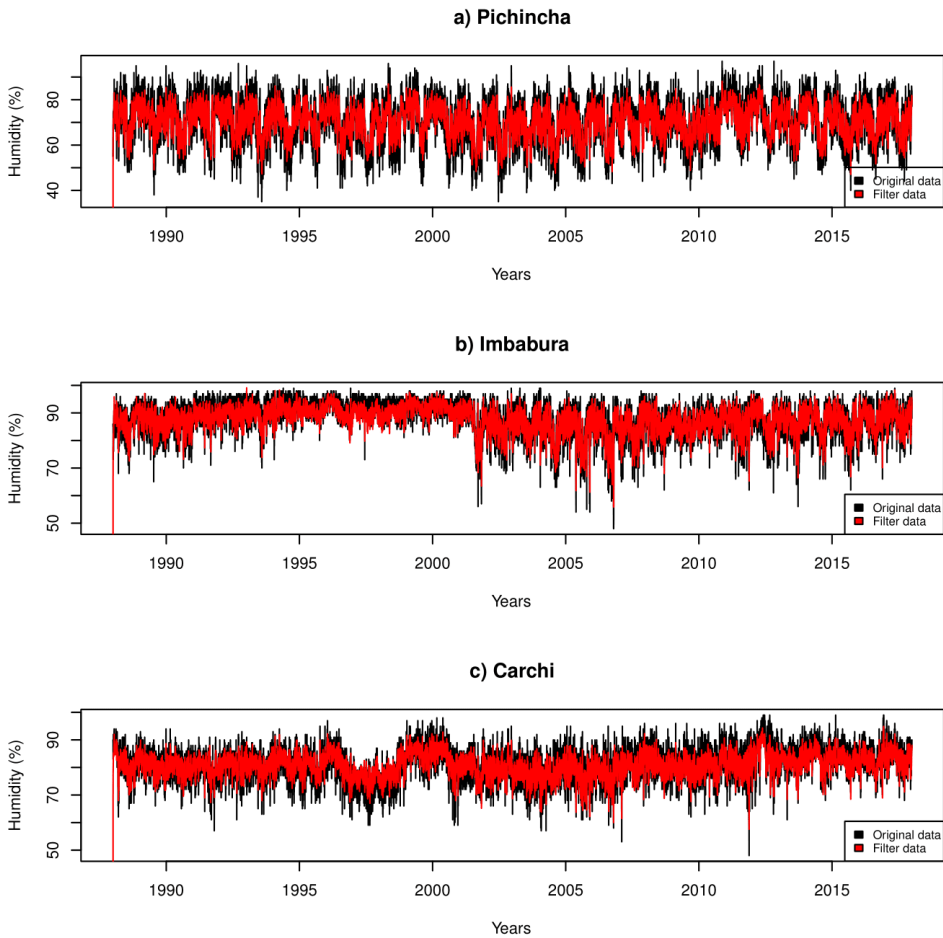 a) Pichincha
Humidity (%)
80
60
40
Original data
Filter data
1990 1995 2000 2005 2010 2015
Years
b) Imbabura
Humidity (%)
90
70
50
Original data
Filter data
1990 1995 2000 2005 2010 2015
Years
c) Carchi
Humidity (%)
90
70
50
Original data
Filter data
1990 1995 2000 2005 2010 2015
Years